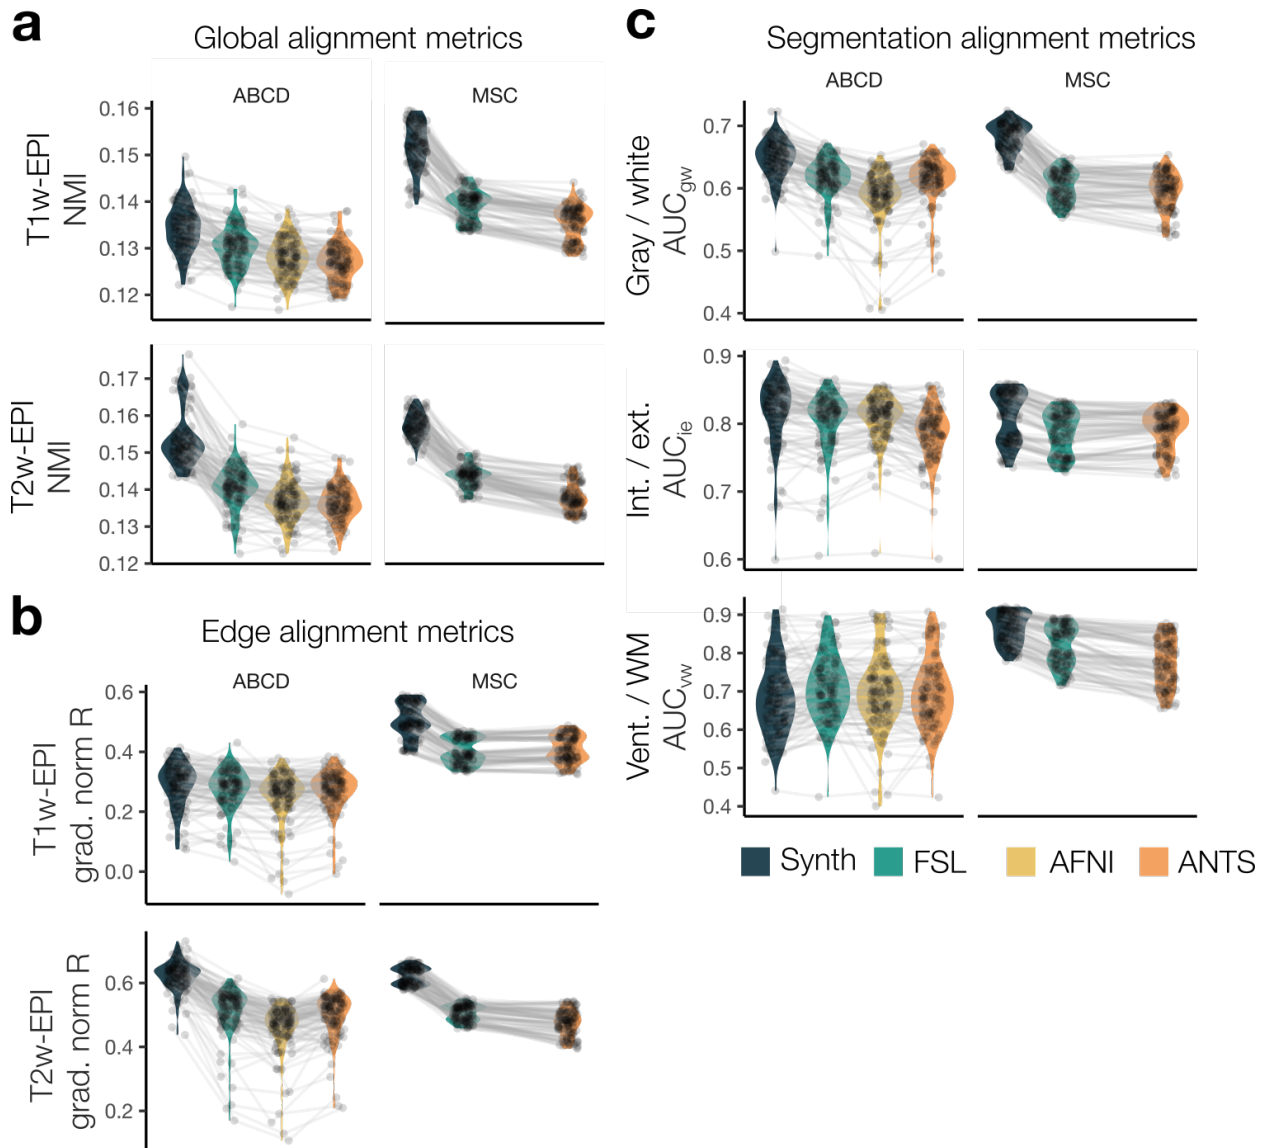 a
Global alignment metrics
ABCD
MSC
T1w-EPI
NMI
0.16
0.15
0.14
0.13
0.12
T2w-EPI
NMI
0.17
0.16
0.15
0.14
0.13
0.12
b
Edge alignment metrics
ABCD
MSC
T1w-EPI
grad. norm R
0.6
0.4
0.2
0.0
T2w-EPI
grad. norm R
0.6
0.4
0.2
c
Segmentation alignment metrics
ABCD
MSC
Gray / white
AUCgw
0.7
0.6
0.5
0.4
Int. / ext.
AUCie
0.9
0.8
0.7
0.6
Vent. / WM
AUCvw
0.9
0.8
0.7
0.6
0.5
0.4
Synth
FSL
AFNI
ANTS